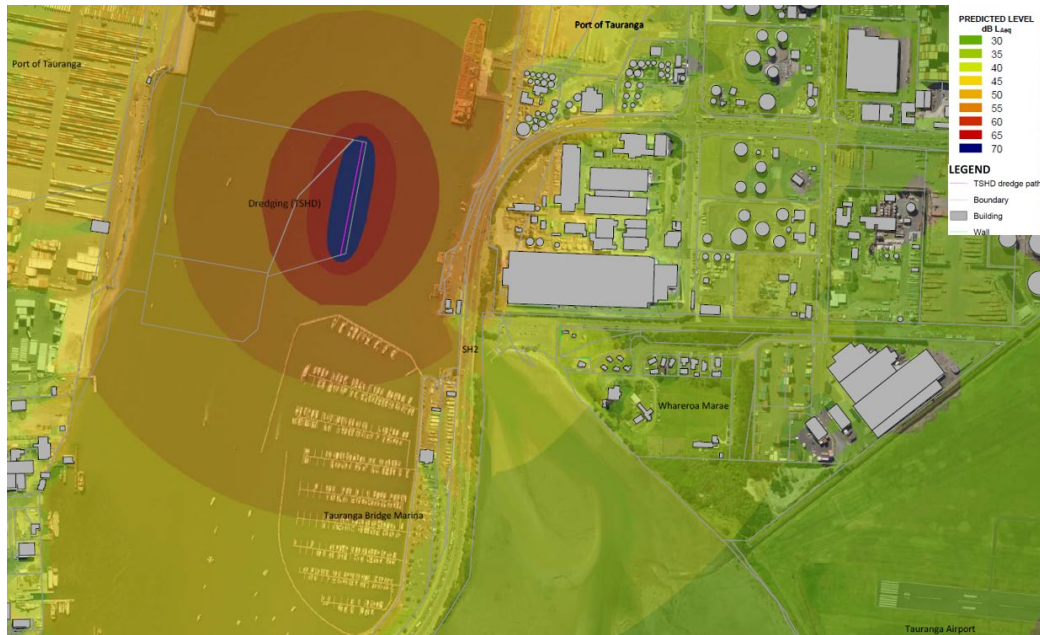 Port of Tauranga
Port of Tauranga
Dredging (TSHD)
SH2
Whareroa Marae
Tauranga Bridge Marina
Tauranga Airport
PREDICTED LEVEL
dB LAeq
30
35
40
45
50
55
60
65
70
LEGEND
TSHD dredge path
Boundary
Building
Wall